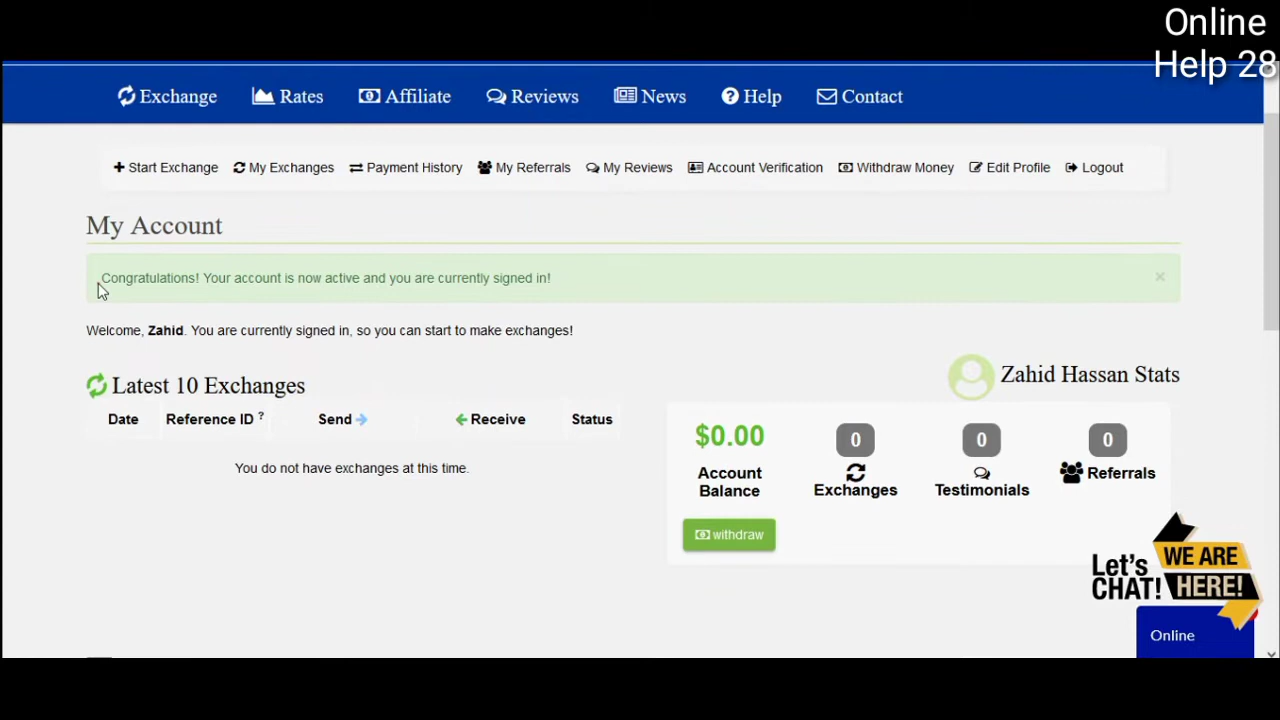 Online
Help 28
Exchange Rates Affiliate Reviews News Help Contact
Start Exchange My Exchanges Payment History My Referrals My Reviews Account Verification Withdraw Money Edit Profile Logout
My Account
Congratulations! Your account is now active and you are currently signed in! ×
Welcome, Zahid. You are currently signed in, so you can start to make exchanges!
Latest 10 Exchanges
Date Reference ID ? Send Receive Status
You do not have exchanges at this time.
Zahid Hassan Stats
$0.00
Account
Balance
withdraw
0
Exchanges
0
Testimonials
0
Referrals
Let's
CHAT!
WE ARE
HERE!
Online